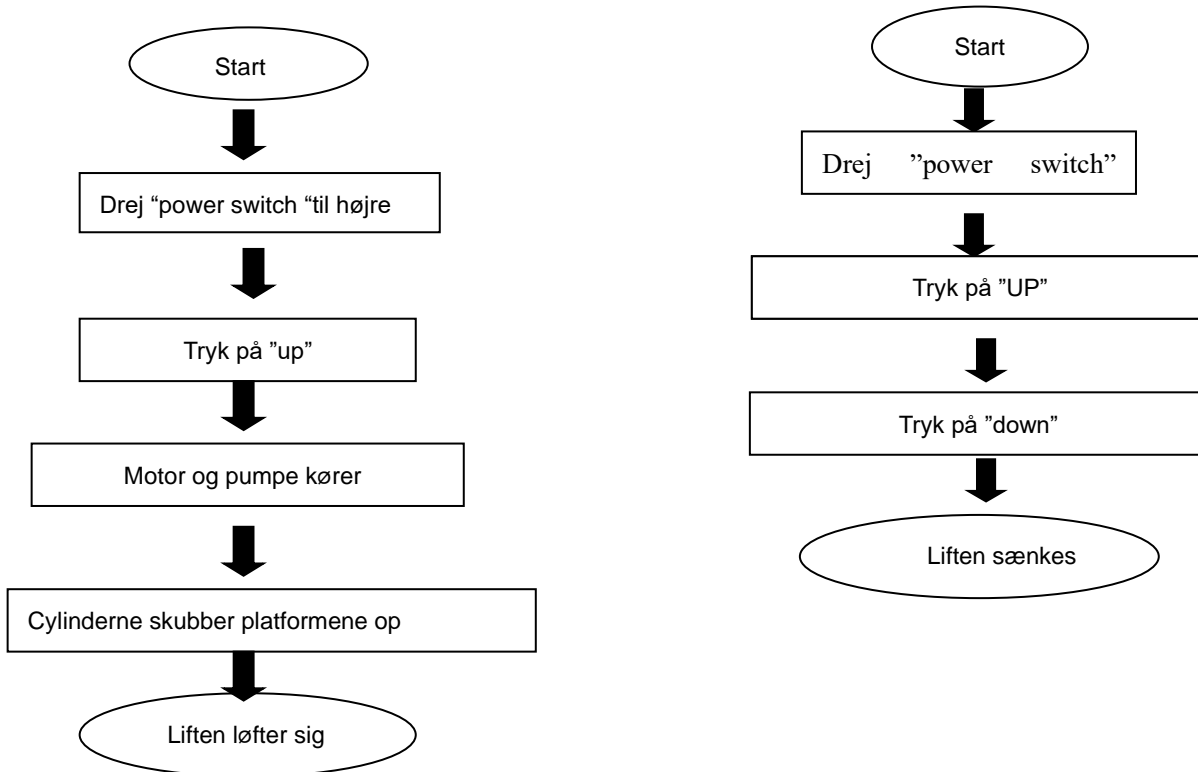 Start
Drej “power switch “til højre
Tryk på ”up”
Motor og pumpe kører
Cylinderne skubber platformene op
Liften løfter sig
Start
Drej ”power switch”
Tryk på ”UP”
Tryk på ”down”
Liften sænkes